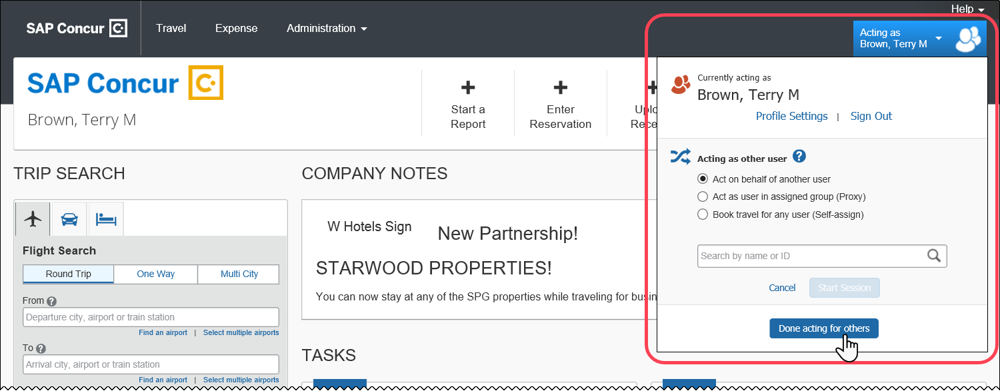 Help
SAP Concur
Travel
Expense
Administration
Acting as
Brown, Terry M
SAP Concur
Brown, Terry M
Start a
Report
Enter
Reservation
Uplo
Rece
Currently acting as
Brown, Terry M
Profile Settings | Sign Out
Acting as other user ?
Act on behalf of another user
Act as user in assigned group (Proxy)
Book travel for any user (Self-assign)
Search by name or ID
Cancel
Start Session
Done acting for others
TRIP SEARCH
Flight Search
Round Trip
One Way
Multi City
From ?
Departure city, airport or train station
Find an airport | Select multiple airports
To ?
Arrival city, airport or train station
Find an airport | Select multiple airports
COMPANY NOTES
W Hotels Sign
New Partnership!
STARWOOD PROPERTIES!
You can now stay at any of the SPG properties while traveling for busin
TASKS